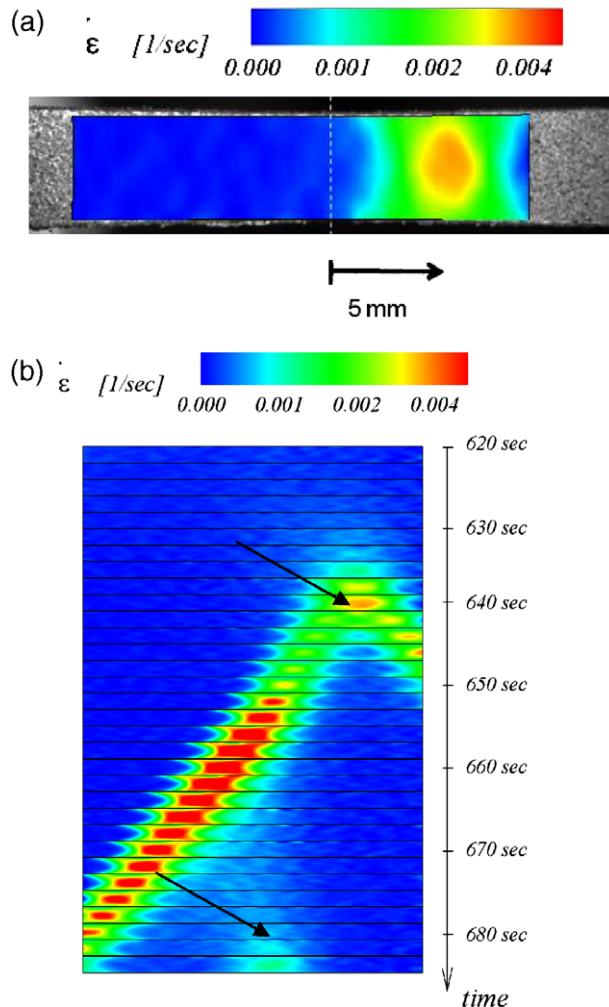 (a) ε̇ [1/sec]
0.000 0.001 0.002 0.004
5 mm
(b) ε̇ [1/sec]
0.000 0.001 0.002 0.004
620 sec
630 sec
640 sec
650 sec
660 sec
670 sec
680 sec
time